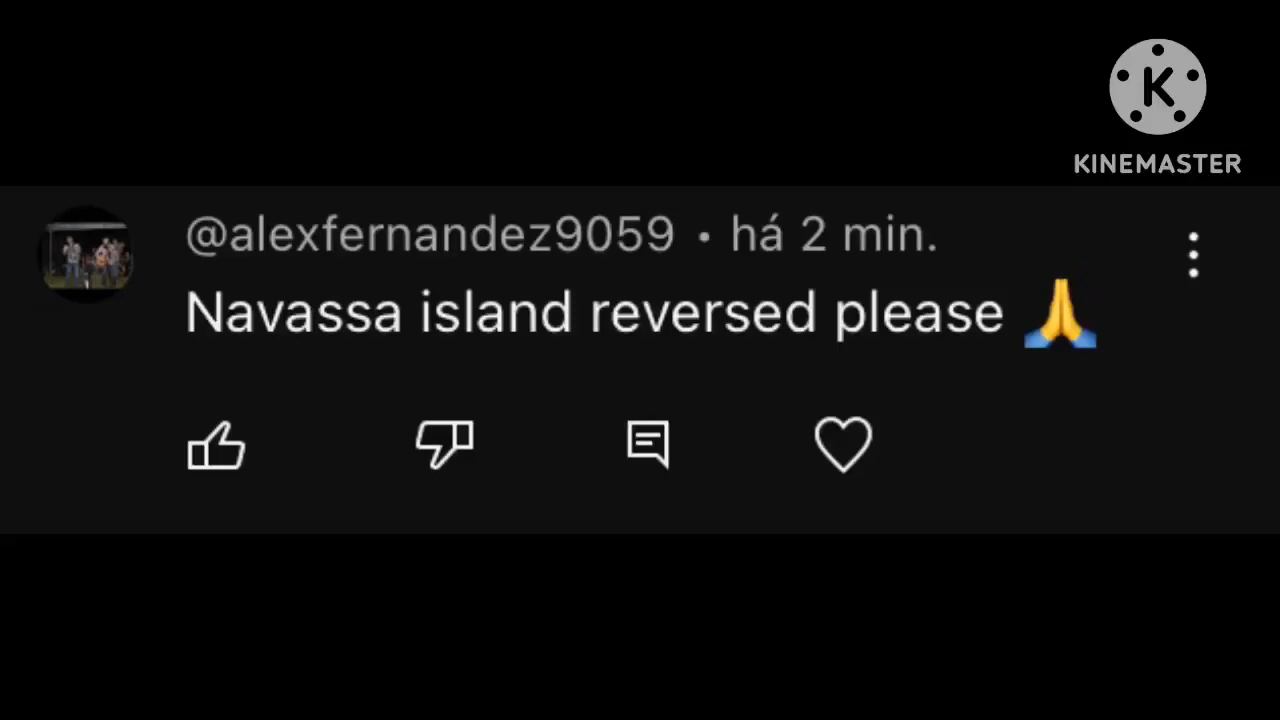 K
KINEMASTER
@alexfernandez9059 • há 2 min.
Navassa island reversed please 🙏